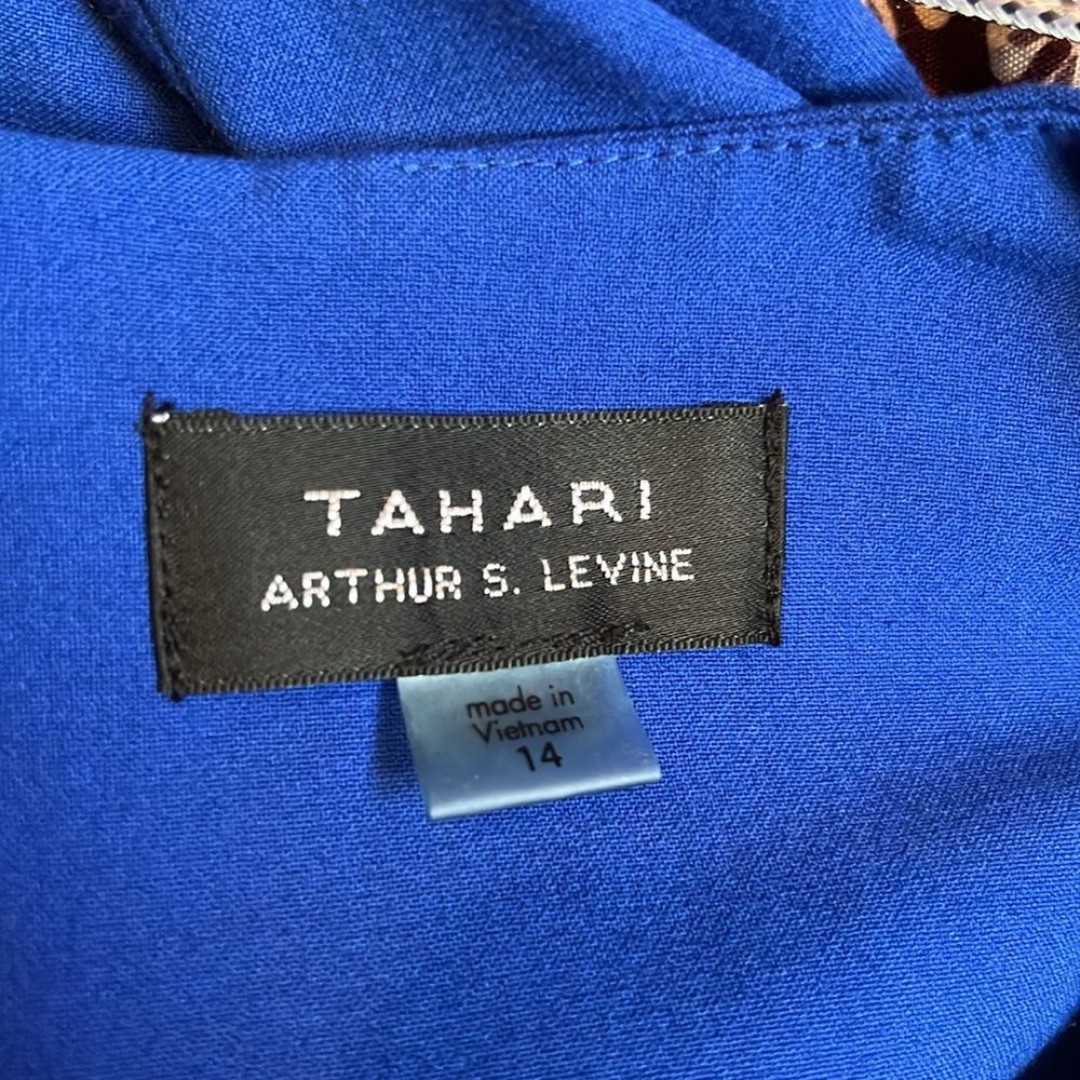 TAHARI
ARTHUR S. LEVINE
made in
Vietnam
14